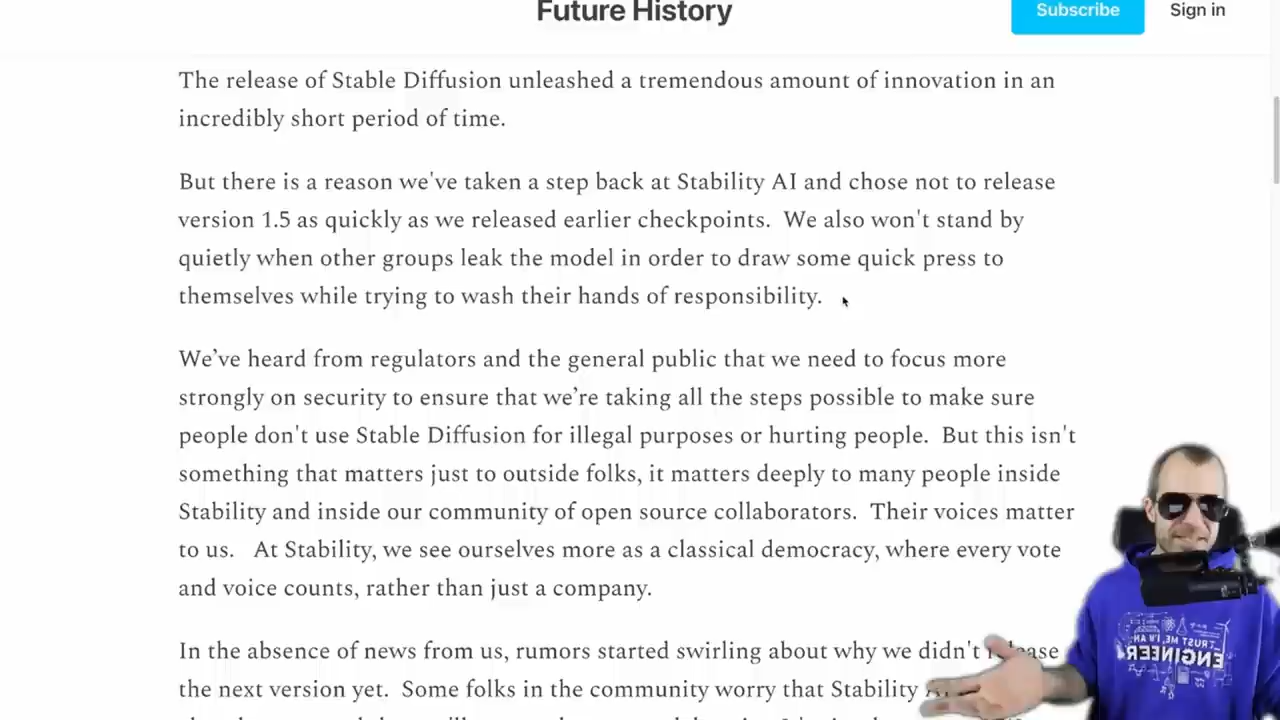 Future History
Subscribe
Sign in
The release of Stable Diffusion unleashed a tremendous amount of innovation in an
incredibly short period of time.
But there is a reason we've taken a step back at Stability AI and chose not to release
version 1.5 as quickly as we released earlier checkpoints. We also won't stand by
quietly when other groups leak the model in order to draw some quick press to
themselves while trying to wash their hands of responsibility.
We've heard from regulators and the general public that we need to focus more
strongly on security to ensure that we're taking all the steps possible to make sure
people don't use Stable Diffusion for illegal purposes or hurting people. But this isn't
something that matters just to outside folks, it matters deeply to many people inside
Stability and inside our community of open source collaborators. Their voices matter
to us. At Stability, we see ourselves more as a classical democracy, where every vote
and voice counts, rather than just a company.
In the absence of news from us, rumors started swirling about why we didn't release
the next version yet. Some folks in the community worry that Stability
TRUST ME, I'M AN
ENGINEER